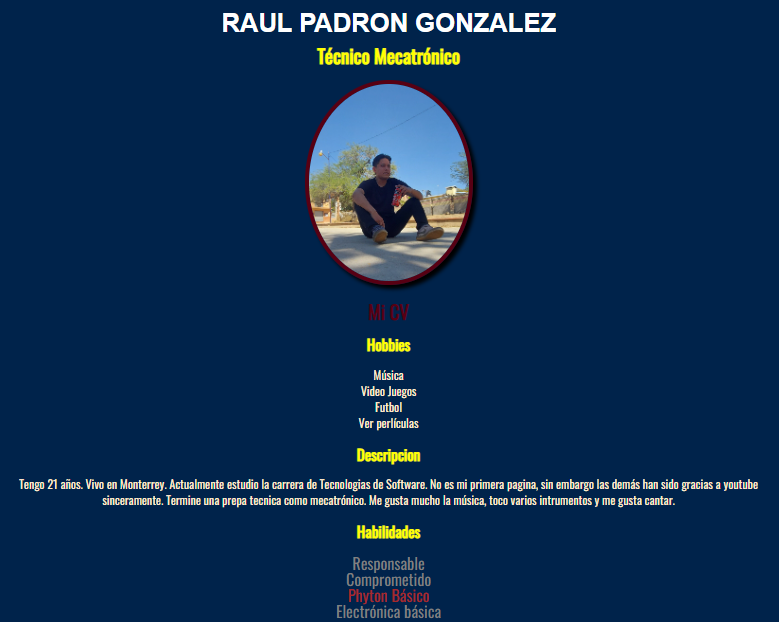 RAUL PADRON GONZALEZ
Técnico Mecatrónico
Mi CV
Hobbies
Música
Video Juegos
Futbol
Ver perlículas
Descripcion
Tengo 21 años. Vivo en Monterrey. Actualmente estudio la carrera de Tecnologias de Software. No es mi primera pagina, sin embargo las demás han sido gracias a youtube
sinceramente. Termine una prepa tecnica como mecatrónico. Me gusta mucho la música, toco varios intrumentos y me gusta cantar.
Habilidades
Responsable
Comprometido
Phyton Básico
Electrónica básica